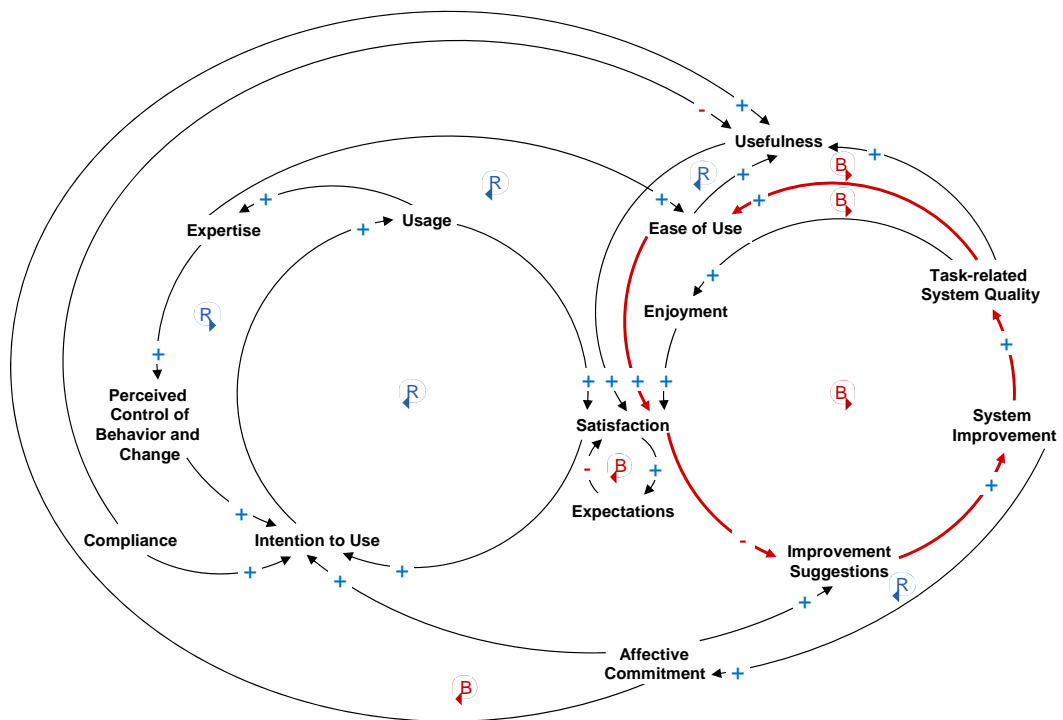 +
-
+
Usefulness
+
B
R
R
+
B
+
+
+
Usage
Expertise
+
Ease of Use
Task-related
System Quality
+
Enjoyment
R
+
+
Perceived
Control of
Behavior and
Change
R
+
+
+
+
B
Satisfaction
System
Improvement
-
B
+
+
Expectations
+
Compliance
Intention to Use
-
Improvement
Suggestions
+
+
+
R
+
Affective
Commitment
+
B